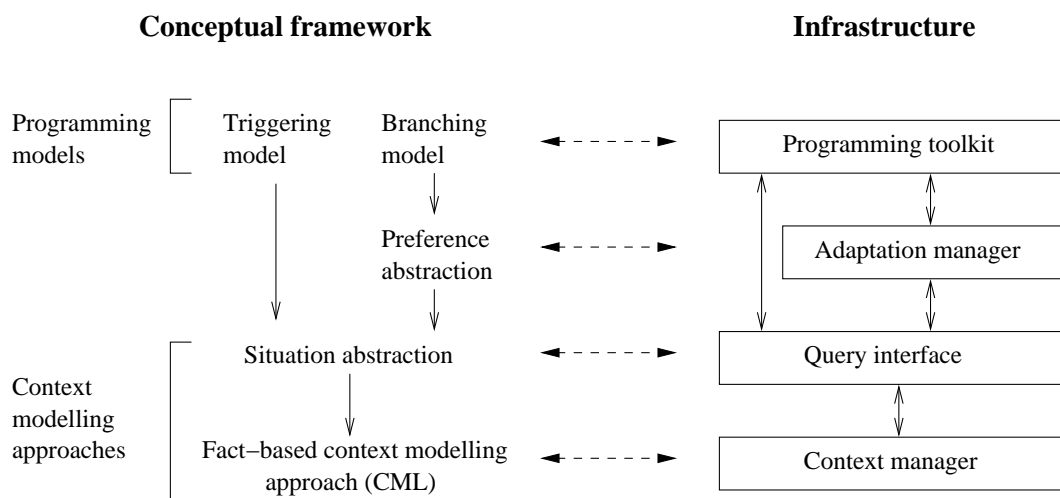 Conceptual framework
Infrastructure
Programming
models
Triggering
model
Branching
model
Programming toolkit
Preference
abstraction
Adaptation manager
Situation abstraction
Query interface
Context
modelling
approaches
Fact−based context modelling
approach (CML)
Context manager